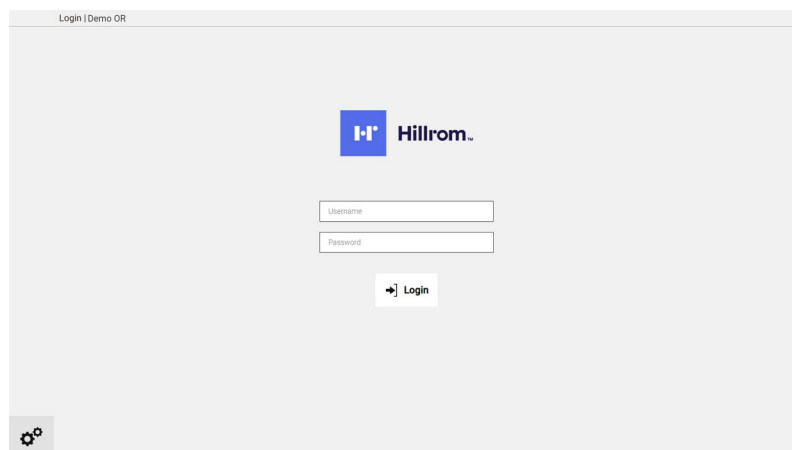 Login | Demo OR
Hillrom™
Username
Password
Login